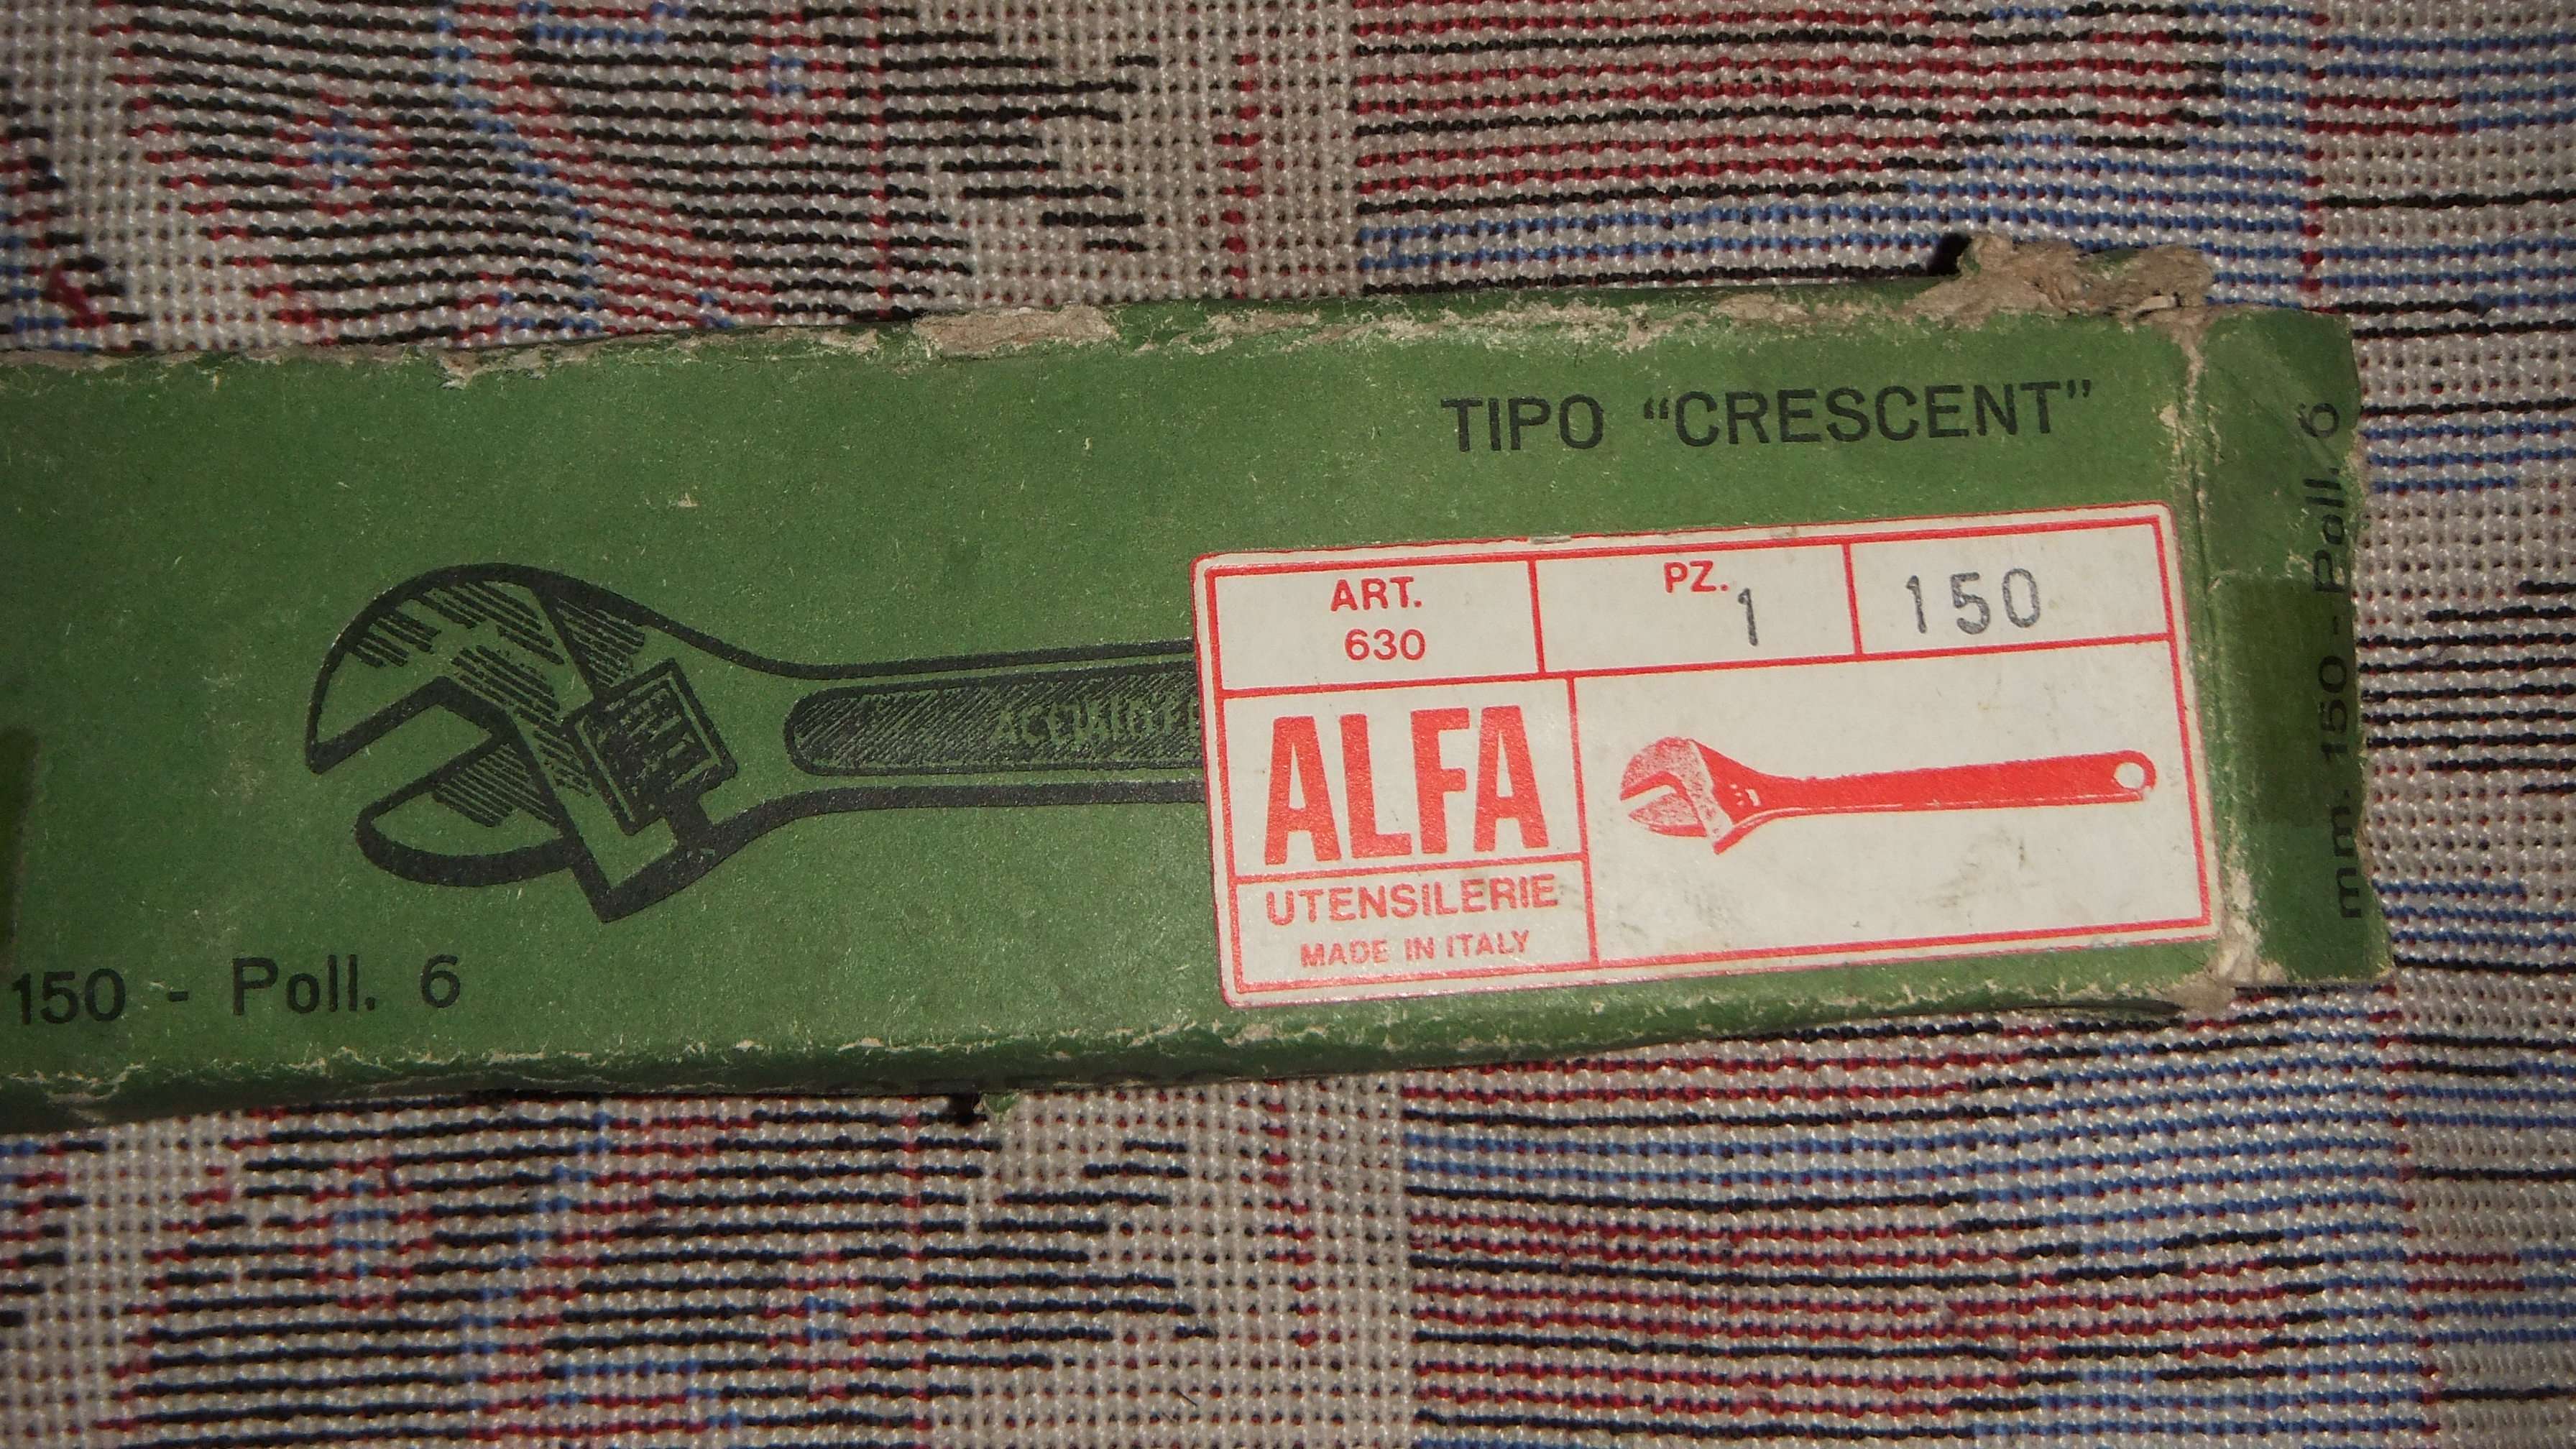 TIPO “CRESCENT”
ART.
630
PZ. 1
150
ALFA
UTENSILERIE
MADE IN ITALY
150 - Poll. 6
mm. 150 - Poll. 6